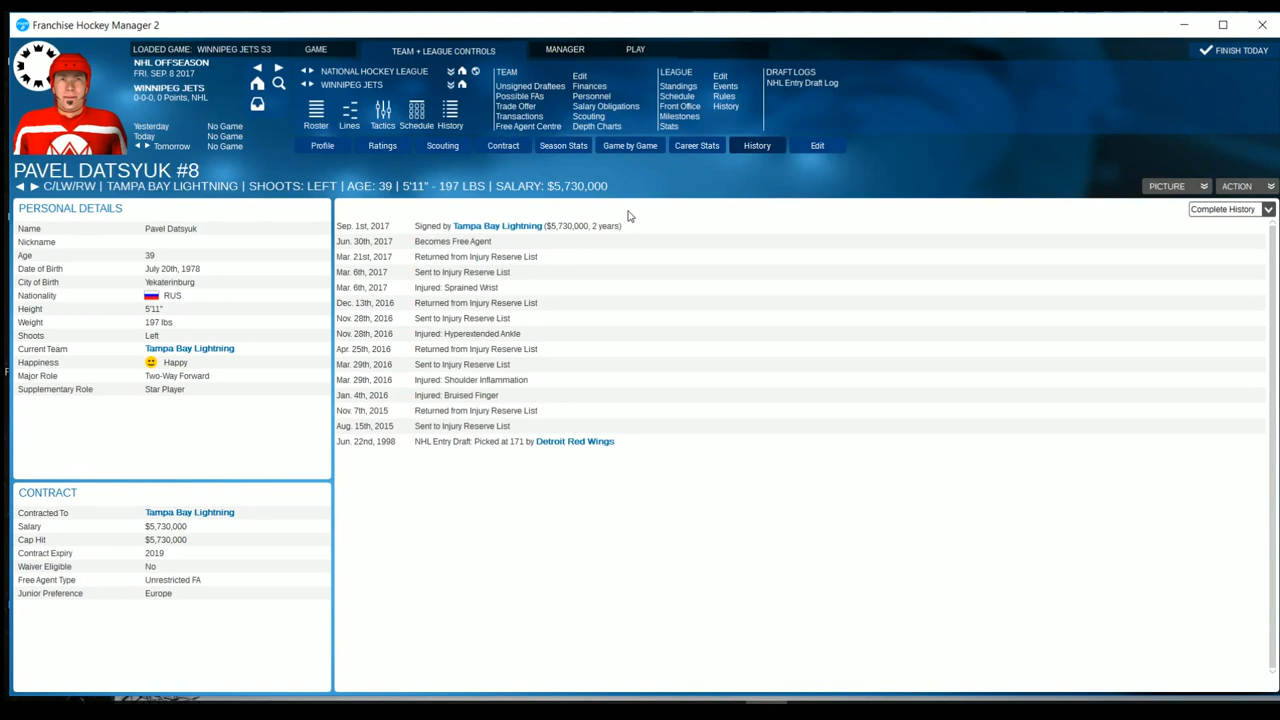 Franchise Hockey Manager 2
LOADED GAME: WINNIPEG JETS S3
GAME
TEAM + LEAGUE CONTROLS
MANAGER
PLAY
FINISH TODAY
NHL OFFSEASON
FRI. SEP. 8 2017
WINNIPEG JETS
0-0-0, 0 Points, NHL
Yesterday No Game
Today No Game
Tomorrow No Game
NATIONAL HOCKEY LEAGUE
WINNIPEG JETS
Roster Lines Tactics Schedule History
TEAM
Unsigned Draftees
Possible FAs
Trade Offer
Transactions
Free Agent Centre
Edit
Finances
Personnel
Salary Obligations
Scouting
Depth Charts
LEAGUE
Standings
Schedule
Front Office
Milestones
Stats
Edit
Events
Rules
History
DRAFT LOGS
NHL Entry Draft Log
Profile Ratings Scouting Contract Season Stats Game by Game Career Stats History Edit
PAVEL DATSYUK #8
C/LW/RW | TAMPA BAY LIGHTNING | SHOOTS: LEFT | AGE: 39 | 5'11" - 197 LBS | SALARY: $5,730,000
PICTURE
ACTION
PERSONAL DETAILS
Name Pavel Datsyuk
Nickname
Age 39
Date of Birth July 20th, 1978
City of Birth Yekaterinburg
Nationality RUS
Height 5'11"
Weight 197 lbs
Shoots Left
Current Team Tampa Bay Lightning
Happiness Happy
Major Role Two-Way Forward
Supplementary Role Star Player
CONTRACT
Contracted To Tampa Bay Lightning
Salary $5,730,000
Cap Hit $5,730,000
Contract Expiry 2019
Waiver Eligible No
Free Agent Type Unrestricted FA
Junior Preference Europe
Complete History
Sep. 1st, 2017 Signed by Tampa Bay Lightning ($5,730,000, 2 years)
Jun. 30th, 2017 Becomes Free Agent
Mar. 21st, 2017 Returned from Injury Reserve List
Mar. 6th, 2017 Sent to Injury Reserve List
Mar. 6th, 2017 Injured: Sprained Wrist
Dec. 13th, 2016 Returned from Injury Reserve List
Nov. 28th, 2016 Sent to Injury Reserve List
Nov. 28th, 2016 Injured: Hyperextended Ankle
Apr. 25th, 2016 Returned from Injury Reserve List
Mar. 29th, 2016 Sent to Injury Reserve List
Mar. 29th, 2016 Injured: Shoulder Inflammation
Jan. 4th, 2016 Injured: Bruised Finger
Nov. 7th, 2015 Returned from Injury Reserve List
Aug. 15th, 2015 Sent to Injury Reserve List
Jun. 22nd, 1998 NHL Entry Draft: Picked at 171 by Detroit Red Wings